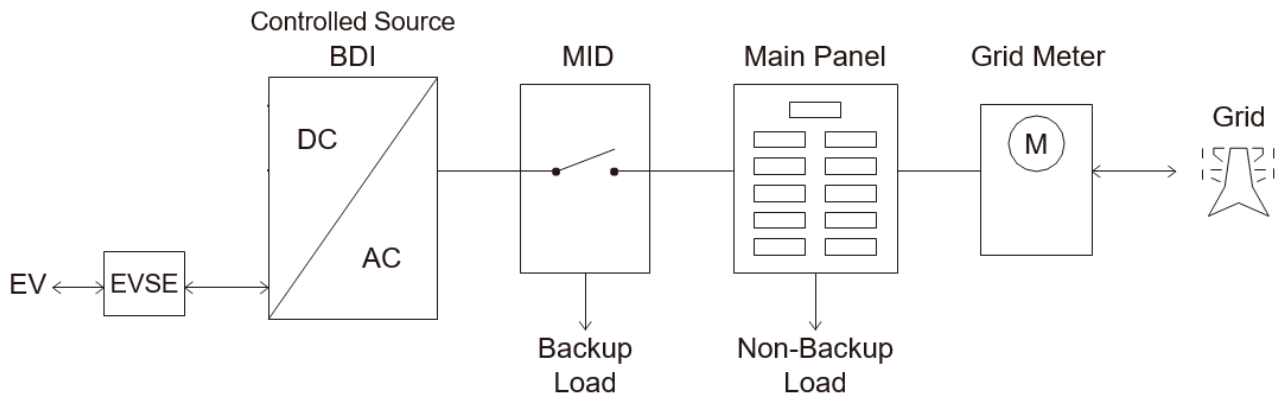 Controlled Source
BDI
MID
Main Panel
Grid Meter
Grid
DC
AC
M
EV
EVSE
Backup
Load
Non-Backup
Load